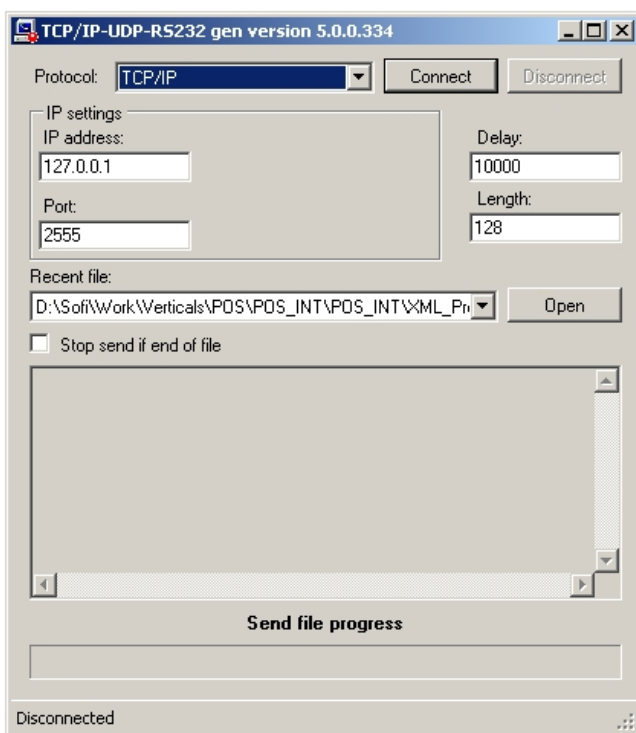 TCP/IP-UDP-RS232 gen version 5.0.0.334
Protocol: TCP/IP Connect Disconnect
IP settings
IP address:
127.0.0.1
Port:
2555
Delay:
10000
Length:
128
Recent file:
D:\Sofi\Work\Verticals\POS\POS_INT\POS_INT\XML_Pr Open
Stop send if end of file
Send file progress
Disconnected